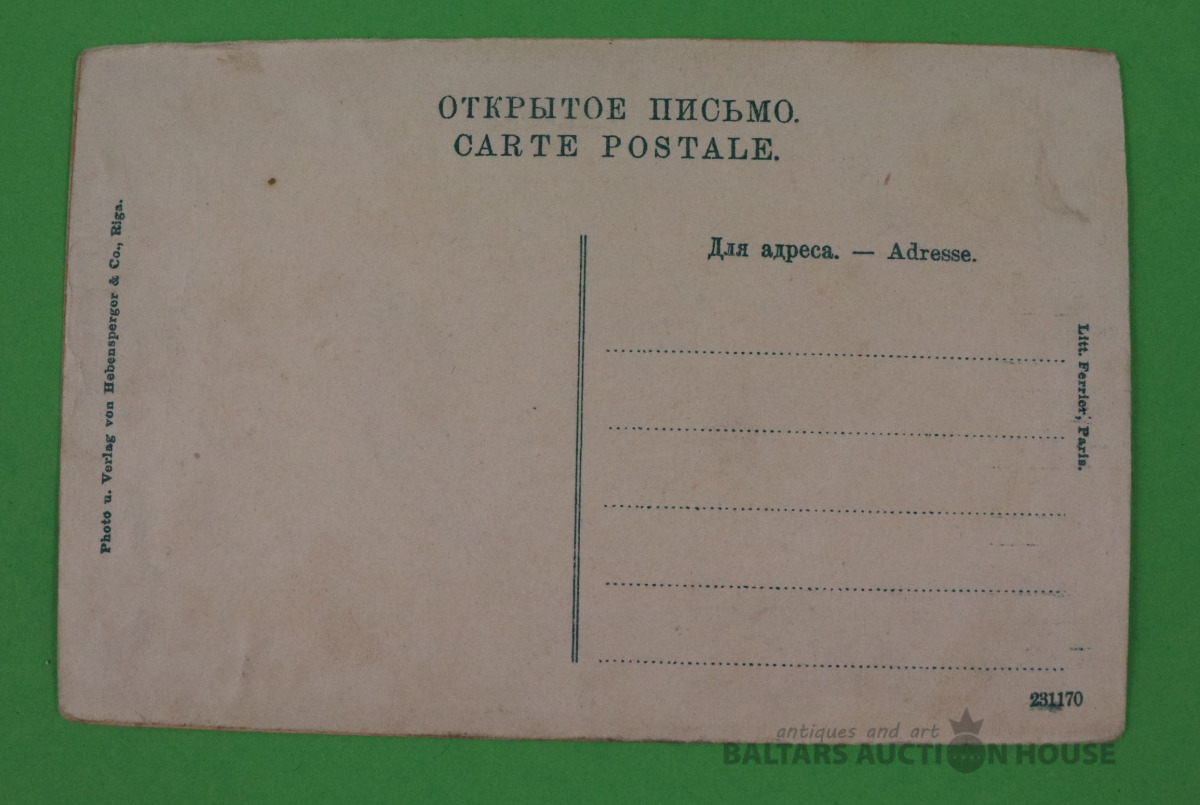 ОТКРЫТОЕ ПИСЬМО.
CARTE POSTALE.
Photo u. Verlag von Hebensperger & Co., Riga.
Для адреса. — Adresse.
Litt. Ferrier, Paris.
231170
antiques and art
BALTARS AUCTION HOUSE